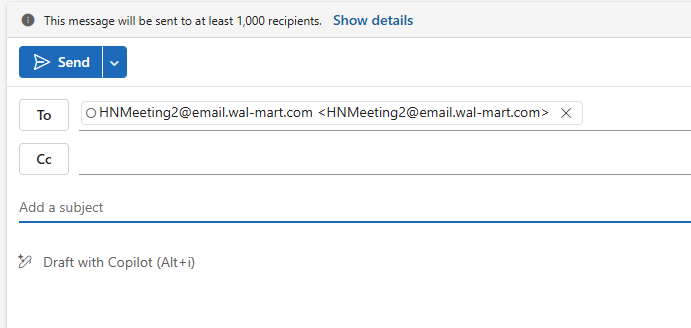 This message will be sent to at least 1,000 recipients. Show details
Send
To HNMeeting2@email.wal-mart.com <HNMeeting2@email.wal-mart.com>
Cc
Add a subject
Draft with Copilot (Alt+i)